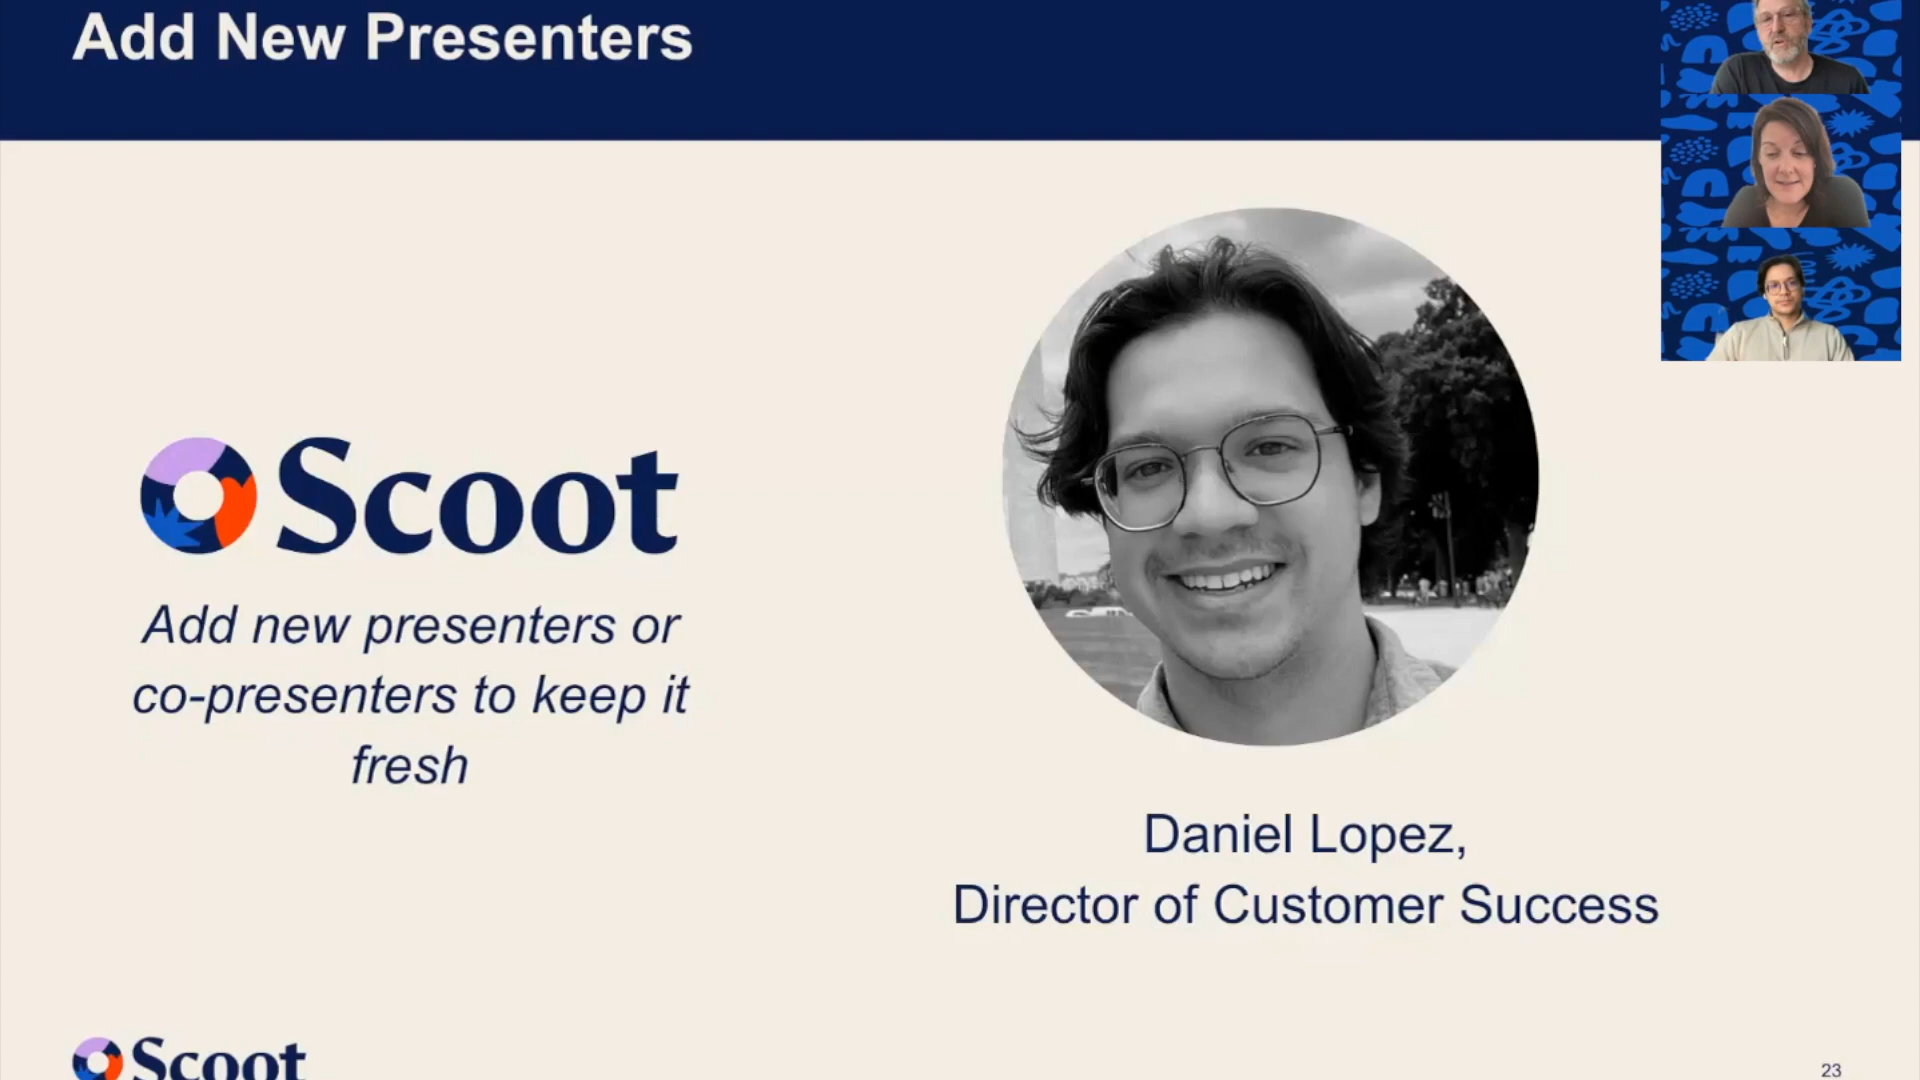 Add New Presenters
Scoot
Add new presenters or
co-presenters to keep it
fresh
Daniel Lopez,
Director of Customer Success
Scoot
23